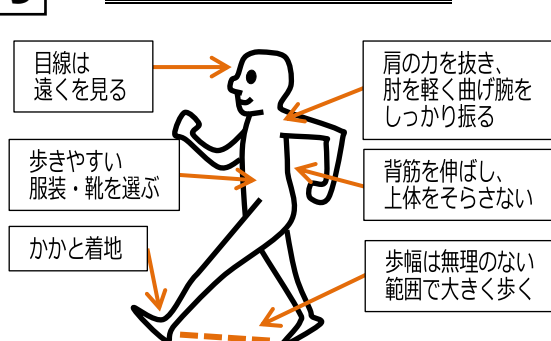 目線は
遠くを見る
肩の力を抜き、
肘を軽く曲げ腕を
しっかり振る
歩きやすい
服装・靴を選ぶ
背筋を伸ばし、
上体をそらさない
かかと着地
歩幅は無理のない
範囲で大きく歩く